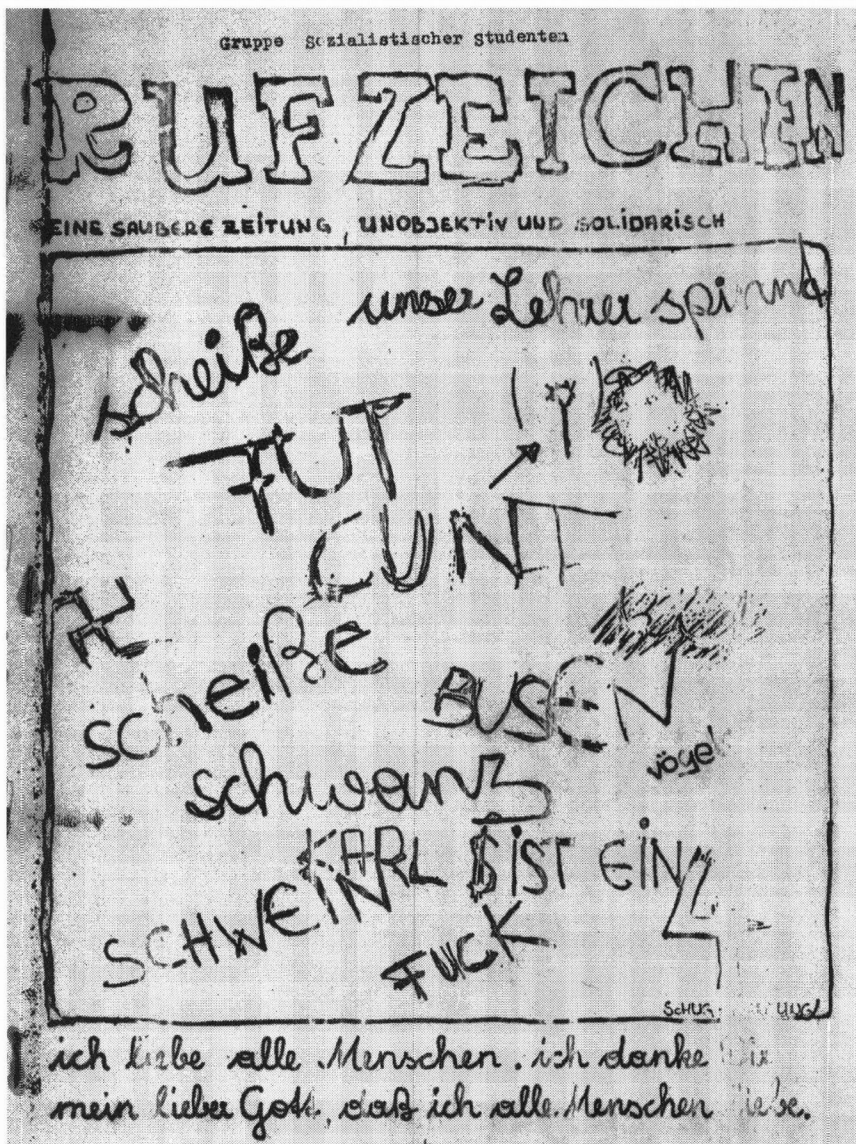 Gruppe Sozialistischer Studenten
RUFZEICHEN
EINE SAUBERE ZEITUNG, UNOBJEKTIV UND SOLIDARISCH
unser Lehrer spinnt
scheiße
FUT
CUNT
scheiße
BUSEN
vögel
schwanz
KARL IST EIN
SCHWEIN
FUCK
ich liebe alle Menschen. ich danke
mein lieber Gott, daß ich alle Menschen liebe.